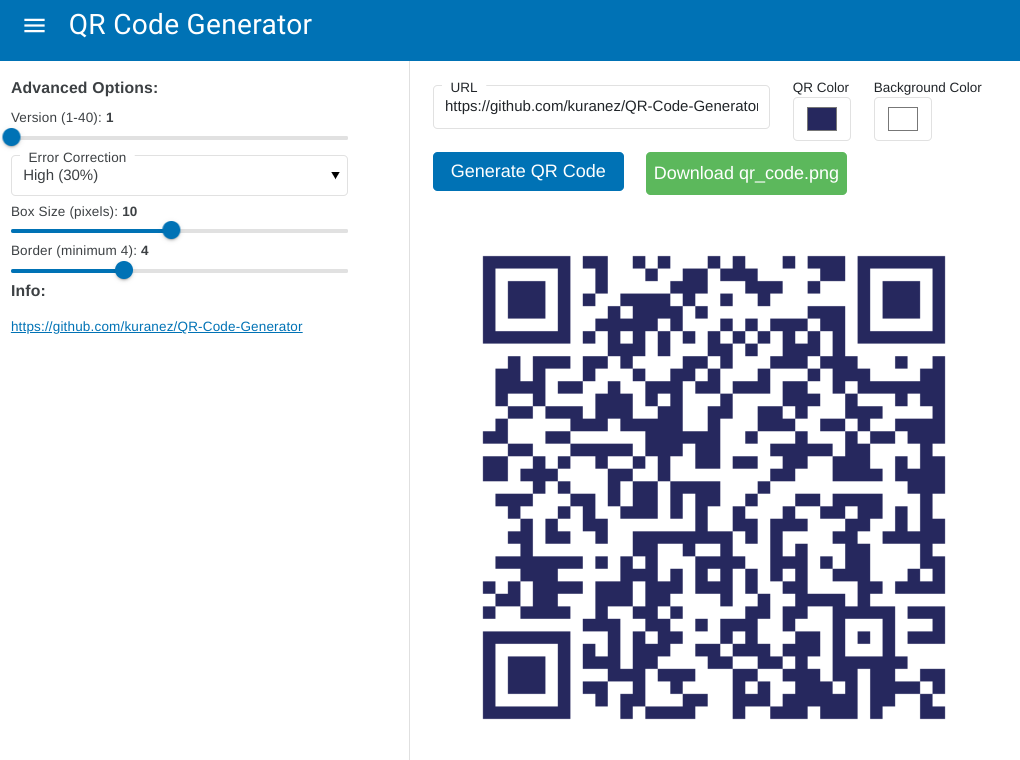 QR Code Generator
Advanced Options:
Version (1-40): 1
Error Correction
High (30%)
Box Size (pixels): 10
Border (minimum 4): 4
Info:
https://github.com/kuranez/QR-Code-Generator
URL
https://github.com/kuranez/QR-Code-Generator
QR Color
Background Color
Generate QR Code
Download qr_code.png